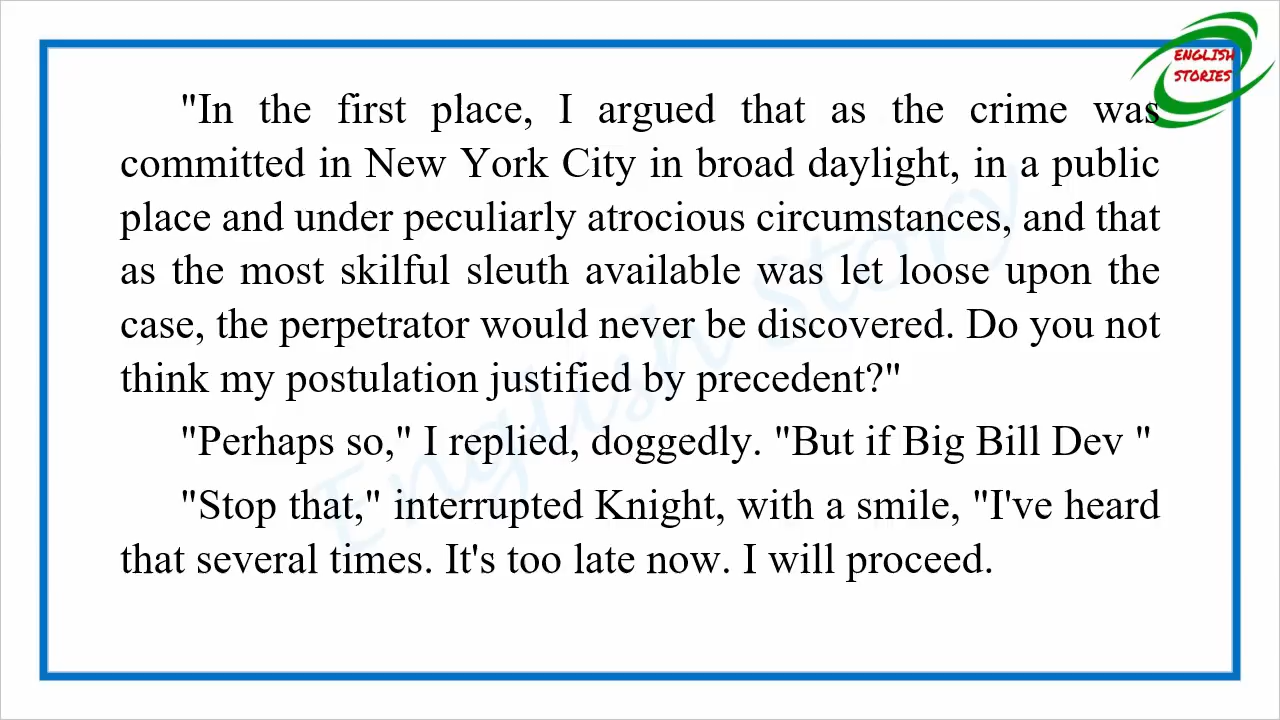 ENGLISH
STORIES
"In the first place, I argued that as the crime was
committed in New York City in broad daylight, in a public
place and under peculiarly atrocious circumstances, and that
as the most skilful sleuth available was let loose upon the
case, the perpetrator would never be discovered. Do you not
think my postulation justified by precedent?"
"Perhaps so," I replied, doggedly. "But if Big Bill Dev "
"Stop that," interrupted Knight, with a smile, "I've heard
that several times. It's too late now. I will proceed.
English Story